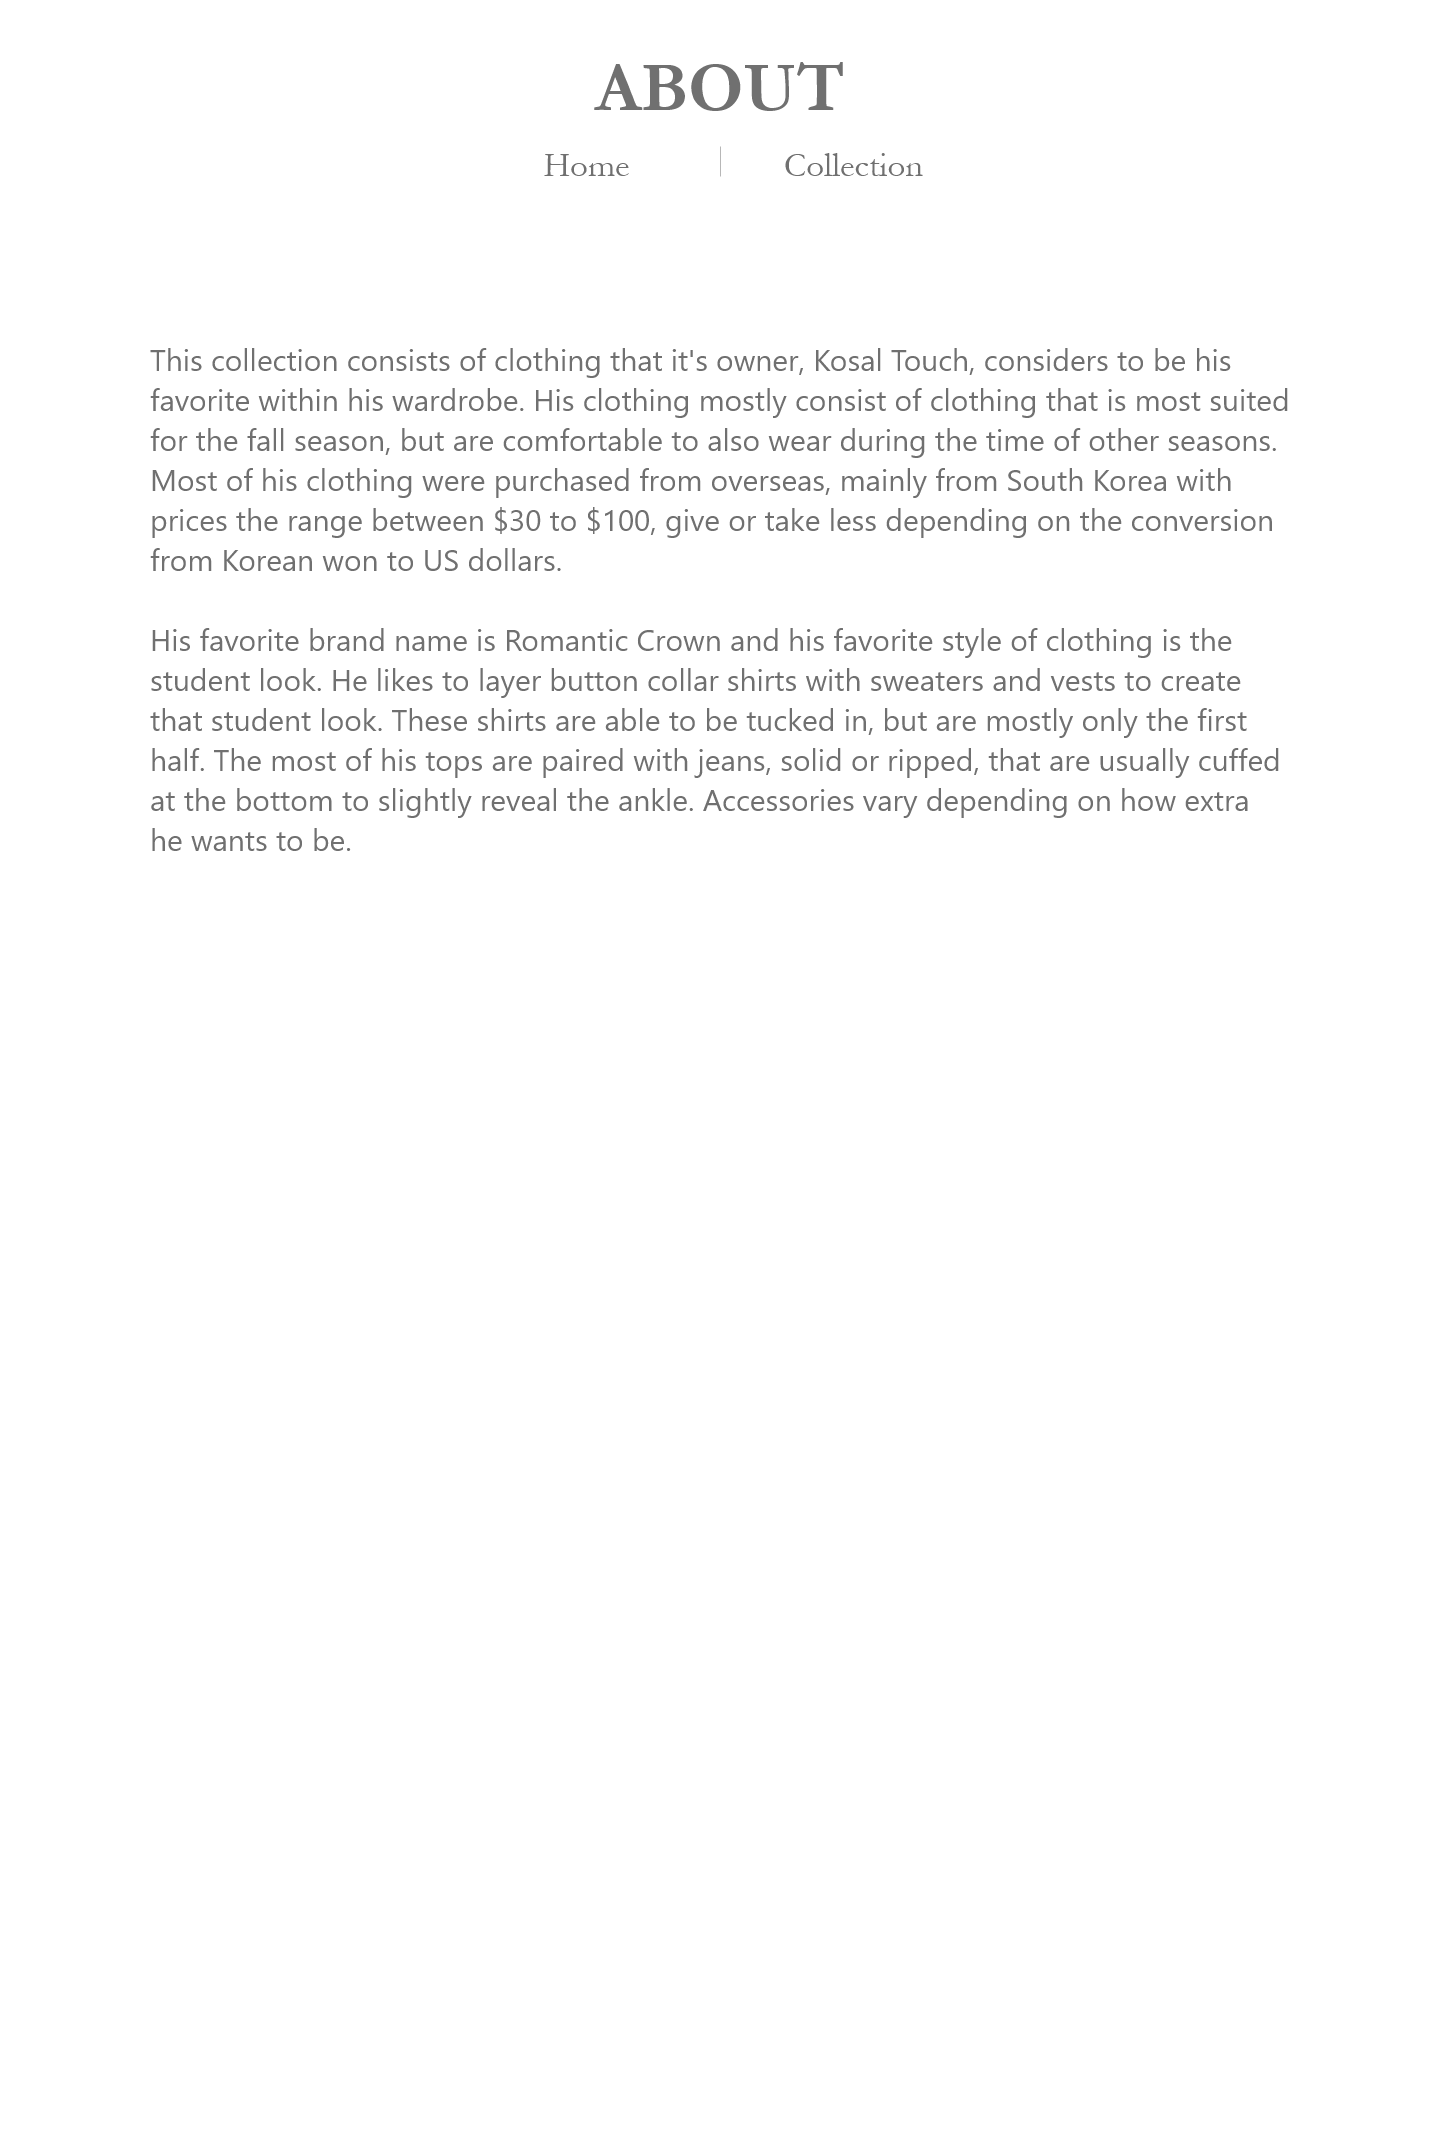 ABOUT
Home | Collection
This collection consists of clothing that it's owner, Kosal Touch, considers to be his
favorite within his wardrobe. His clothing mostly consist of clothing that is most suited
for the fall season, but are comfortable to also wear during the time of other seasons.
Most of his clothing were purchased from overseas, mainly from South Korea with
prices the range between $30 to $100, give or take less depending on the conversion
from Korean won to US dollars.
His favorite brand name is Romantic Crown and his favorite style of clothing is the
student look. He likes to layer button collar shirts with sweaters and vests to create
that student look. These shirts are able to be tucked in, but are mostly only the first
half. The most of his tops are paired with jeans, solid or ripped, that are usually cuffed
at the bottom to slightly reveal the ankle. Accessories vary depending on how extra
he wants to be.